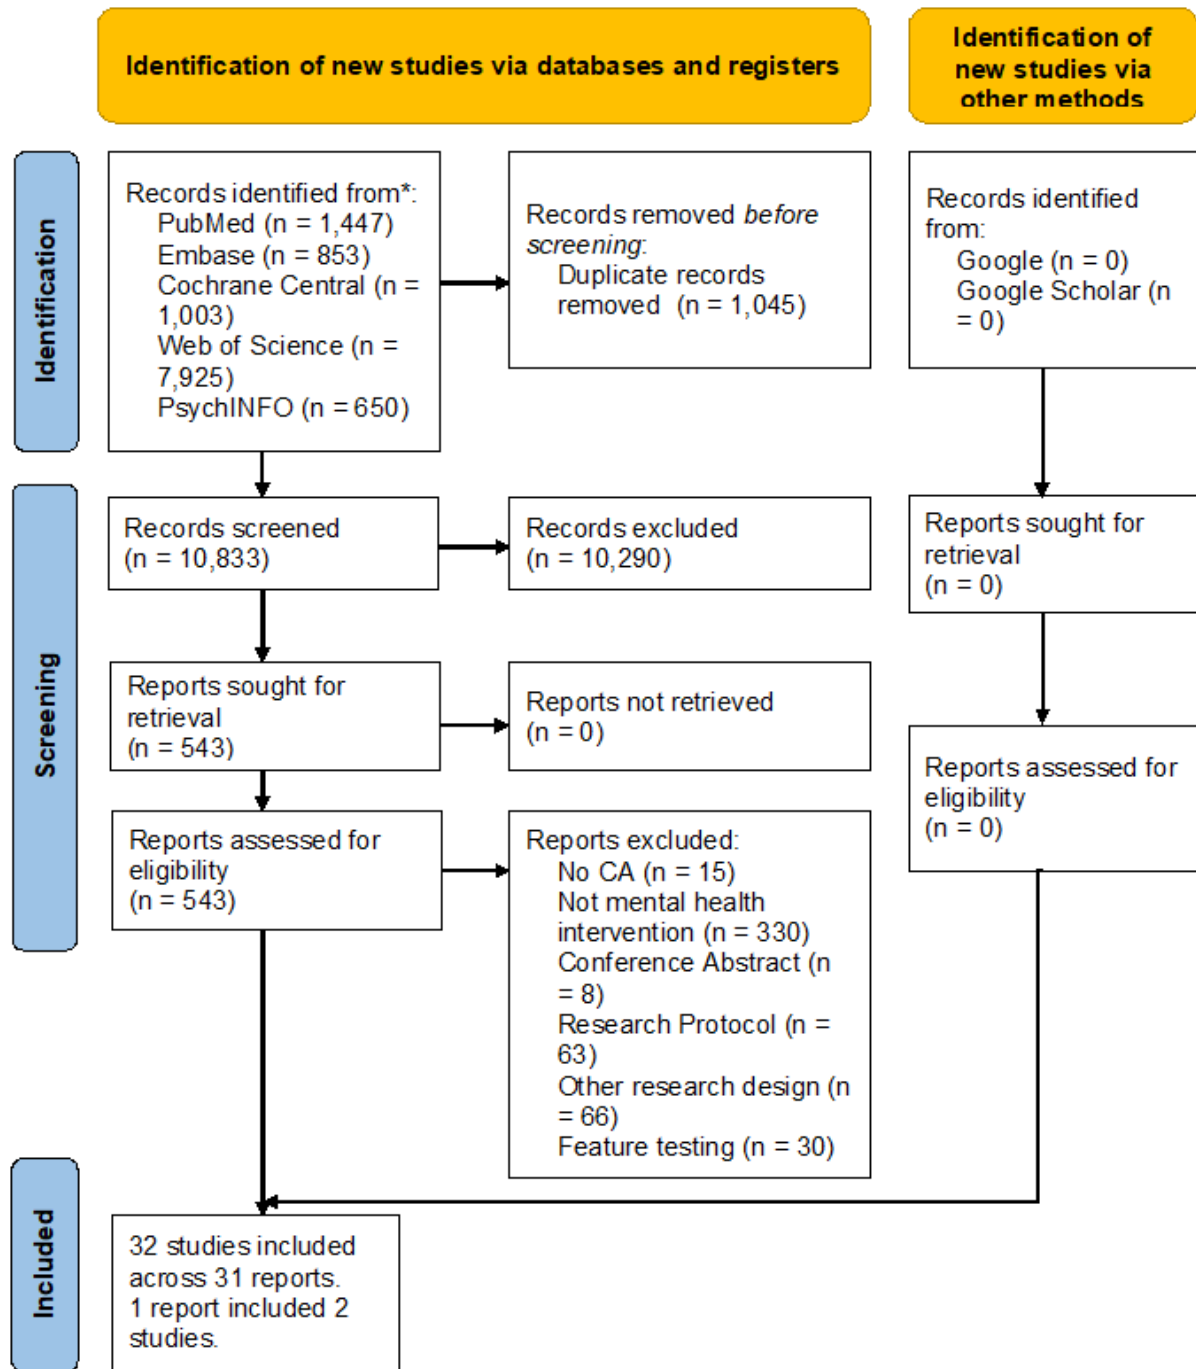 Identification of new studies via databases and registers
Identification of
new studies via
other methods
Identification
Records identified from*:
PubMed (n = 1,447)
Embase (n = 853)
Cochrane Central (n =
1,003)
Web of Science (n =
7,925)
PsychINFO (n = 650)
Records removed before
screening:
Duplicate records
removed (n = 1,045)
Records identified
from:
Google (n = 0)
Google Scholar (n
= 0)
Screening
Records screened
(n = 10,833)
Records excluded
(n = 10,290)
Reports sought for
retrieval
(n = 0)
Reports sought for
retrieval
(n = 543)
Reports not retrieved
(n = 0)
Reports assessed for
eligibility
(n = 0)
Reports assessed for
eligibility
(n = 543)
Reports excluded:
No CA (n = 15)
Not mental health
intervention (n = 330)
Conference Abstract (n
= 8)
Research Protocol (n =
63)
Other research design (n
= 66)
Feature testing (n = 30)
Included
32 studies included
across 31 reports.
1 report included 2
studies.